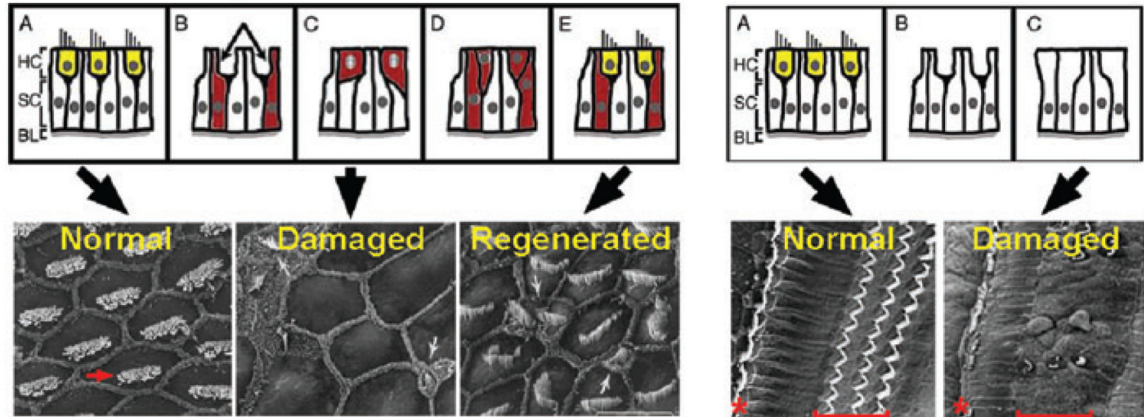 A B C D E
HC
SC
BL
Normal Damaged Regenerated
A B C
HC
SC
BL
Normal Damaged
* *